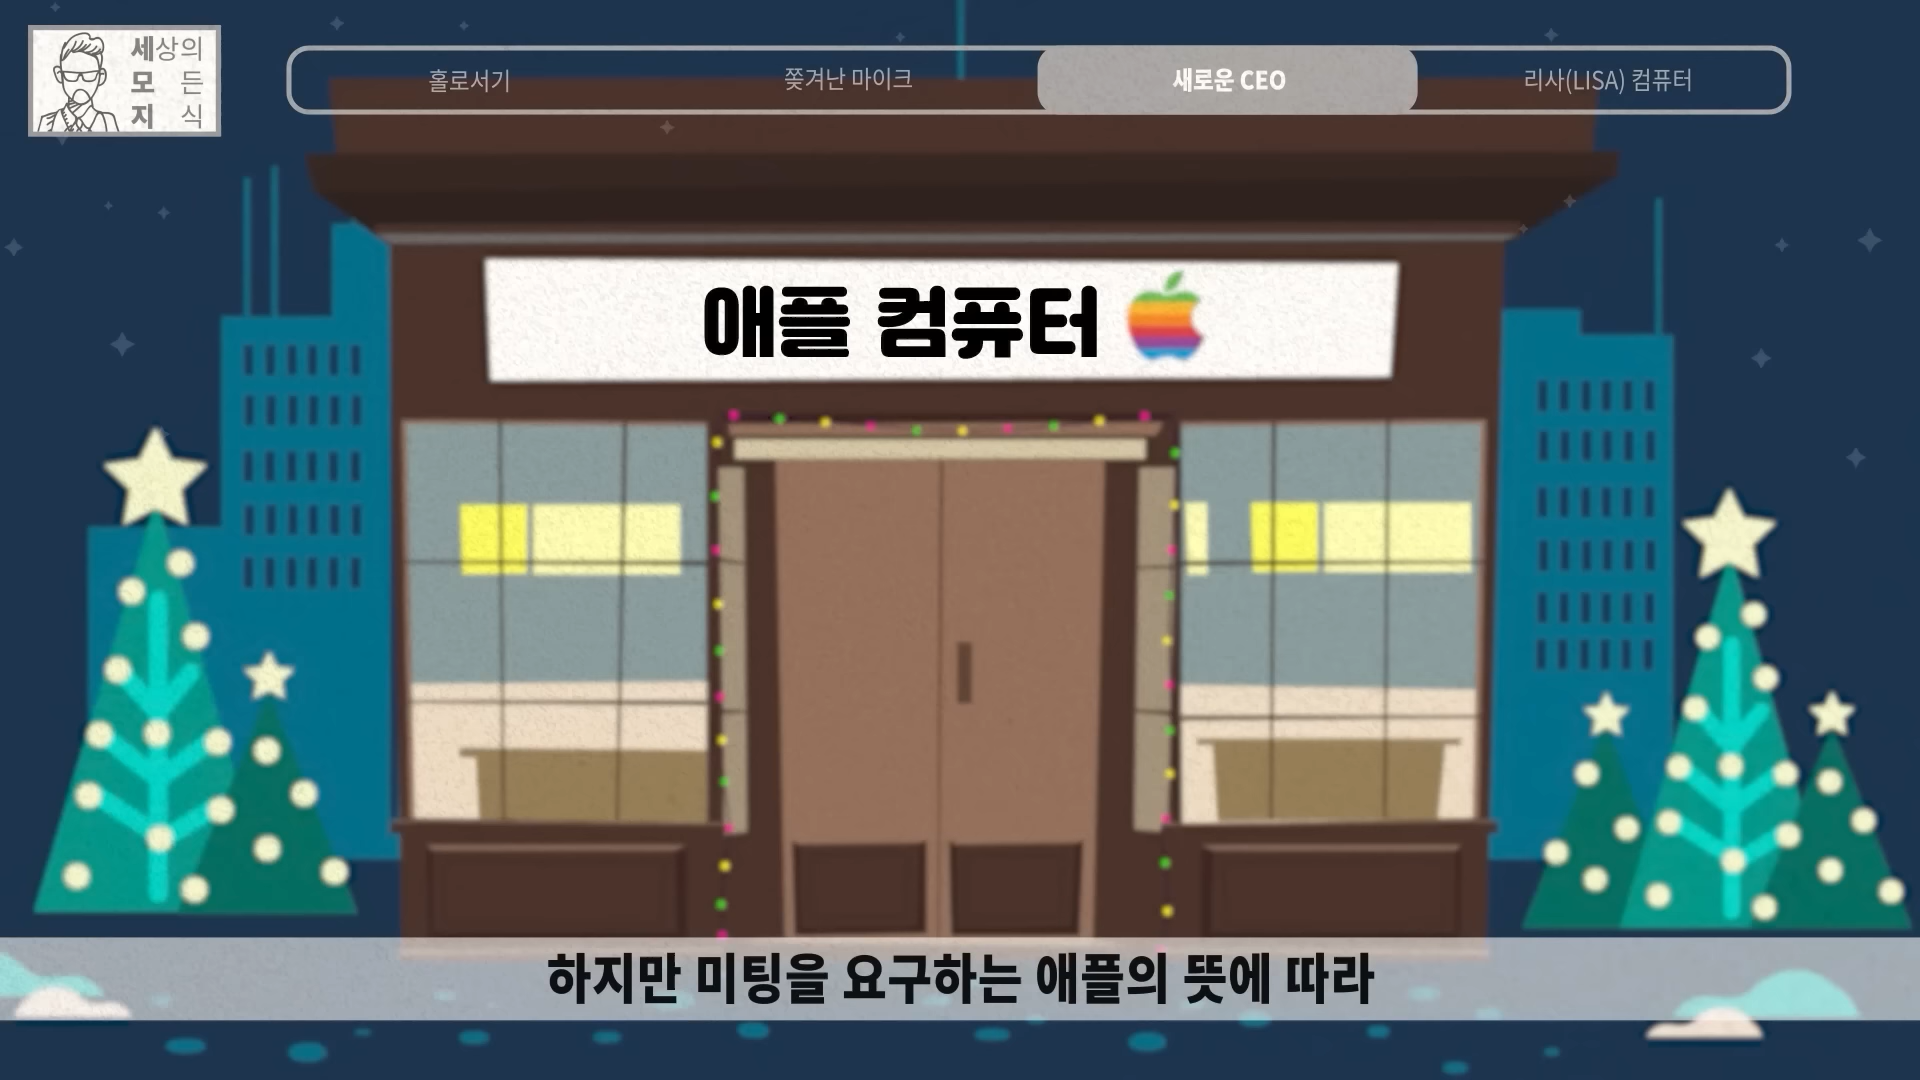 세상의
모 든
지 식
홀로서기
쫒겨난 마이크
새로운 CEO
리사(LISA) 컴퓨터
애플 컴퓨터
하지만 미팅을 요구하는 애플의 뜻에 따라